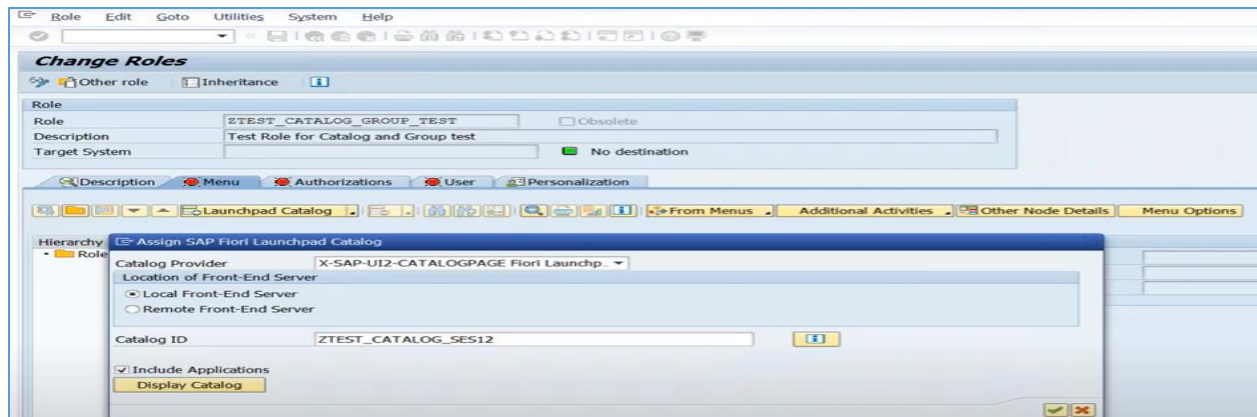 Role Edit Goto Utilities System Help
Change Roles
Other role Inheritance
Role
Role ZTEST_CATALOG_GROUP_TEST Obsolete
Description Test Role for Catalog and Group test
Target System No destination
Description Menu Authorizations User Personalization
Launchpad Catalog From Menus Additional Activities Other Node Details Menu Options
Hierarchy Assign SAP Fiori Launchpad Catalog
Role
Catalog Provider X-SAP-UI2-CATALOGPAGE Fiori Launchp..
Location of Front-End Server
Local Front-End Server
Remote Front-End Server
Catalog ID ZTEST_CATALOG_SES12
Include Applications
Display Catalog